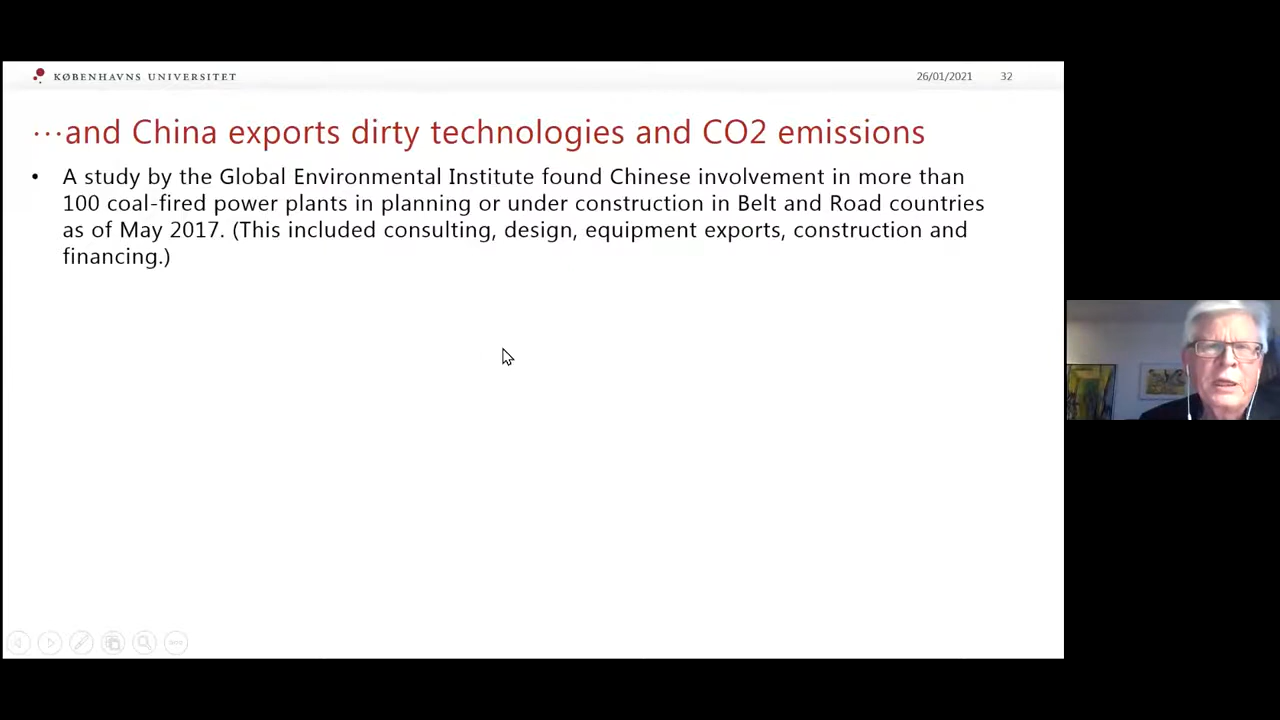 KØBENHAVNS UNIVERSITET
26/01/2021 32
…and China exports dirty technologies and CO2 emissions
• A study by the Global Environmental Institute found Chinese involvement in more than
100 coal-fired power plants in planning or under construction in Belt and Road countries
as of May 2017. (This included consulting, design, equipment exports, construction and
financing.)